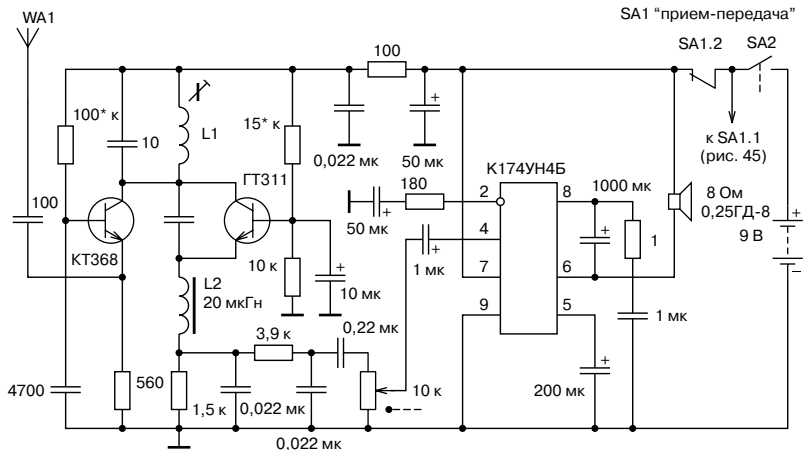 SA1 “прием-передача”
WA1
SA1.2
SA2
100
100* к
10
L1
15* к
0,022 мк
50 мк
+
к SA1.1
(рис. 45)
К174УН4Б
ГТ311
180
2
8
1000 мк
8 Ом
0,25ГД-8
9 В
+
–
100
КТ368
50 мк
+
4
1 мк
+
+
1
L2
20 мкГн
10 к
10 мк
+
7
6
9
5
1 мк
3,9 к
0,22 мк
4700
560
1,5 к
0,022 мк
0,022 мк
10 к
200 мк
+